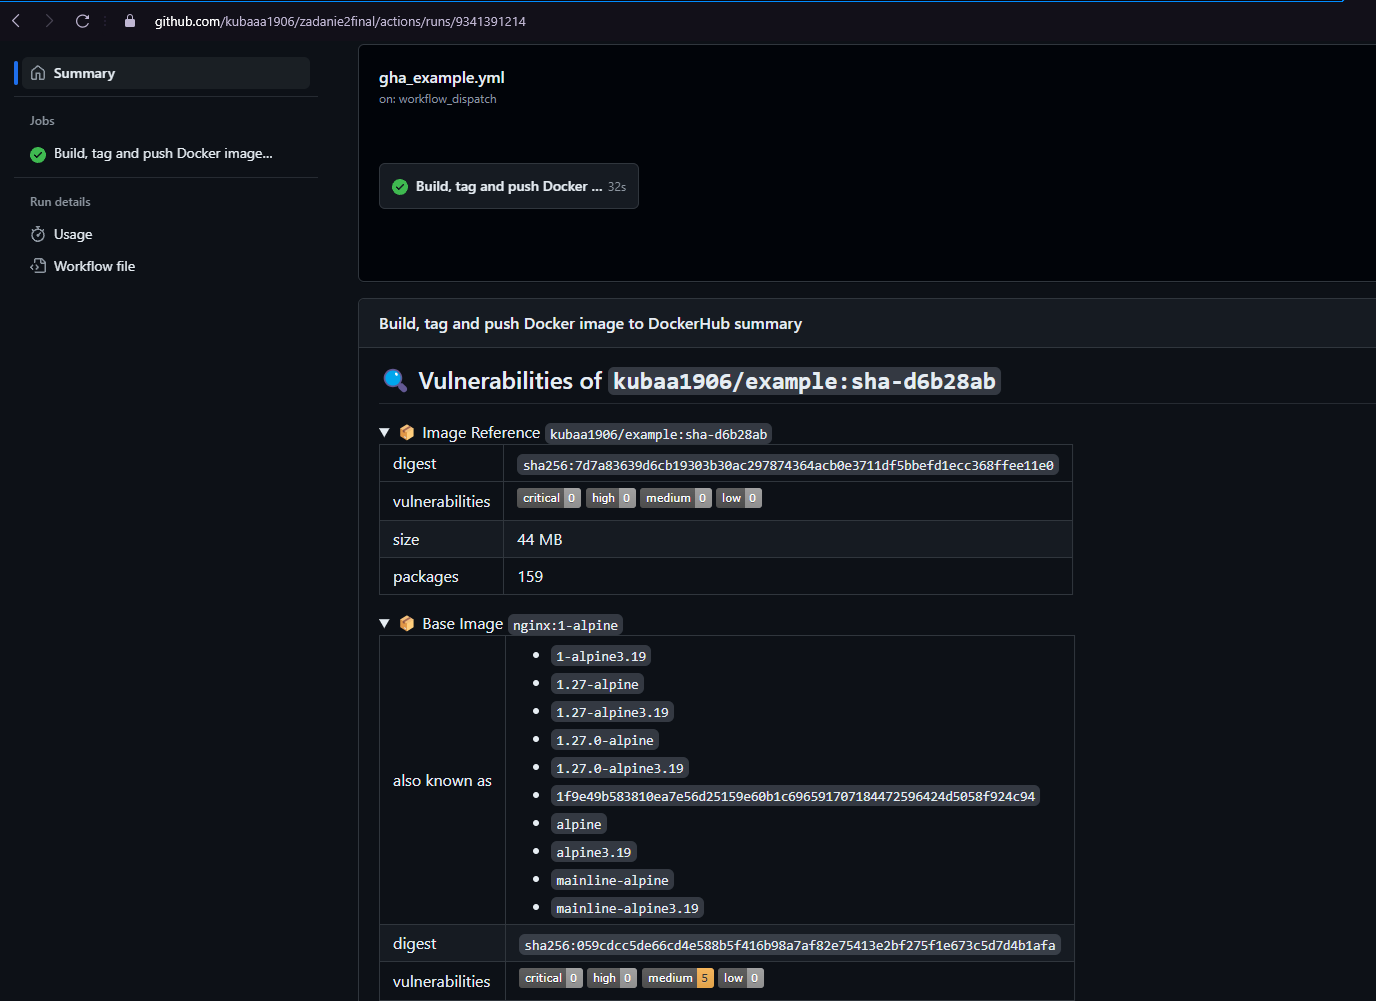 github.com/kubaaa1906/zadanie2final/actions/runs/9341391214
Summary
Jobs
Build, tag and push Docker image...
Run details
Usage
Workflow file
gha_example.yml
on: workflow_dispatch
Build, tag and push Docker ... 32s
Build, tag and push Docker image to DockerHub summary
Vulnerabilities of kubaa1906/example:sha-d6b28ab
Image Reference kubaa1906/example:sha-d6b28ab
digest sha256:7d7a83639d6cb19303b30ac297874364acb0e3711df5bbefd1ecc368ffee11e0
vulnerabilities critical 0 high 0 medium 0 low 0
size 44 MB
packages 159
Base Image nginx:1-alpine
also known as
1-alpine3.19
1.27-alpine
1.27-alpine3.19
1.27.0-alpine
1.27.0-alpine3.19
1f9e49b583810ea7e56d25159e60b1c696591707184472596424d5058f924c94
alpine
alpine3.19
mainline-alpine
mainline-alpine3.19
digest sha256:059cdcc5de66cd4e588b5f416b98a7af82e75413e2bf275f1e673c5d7d4b1afa
vulnerabilities critical 0 high 0 medium 5 low 0